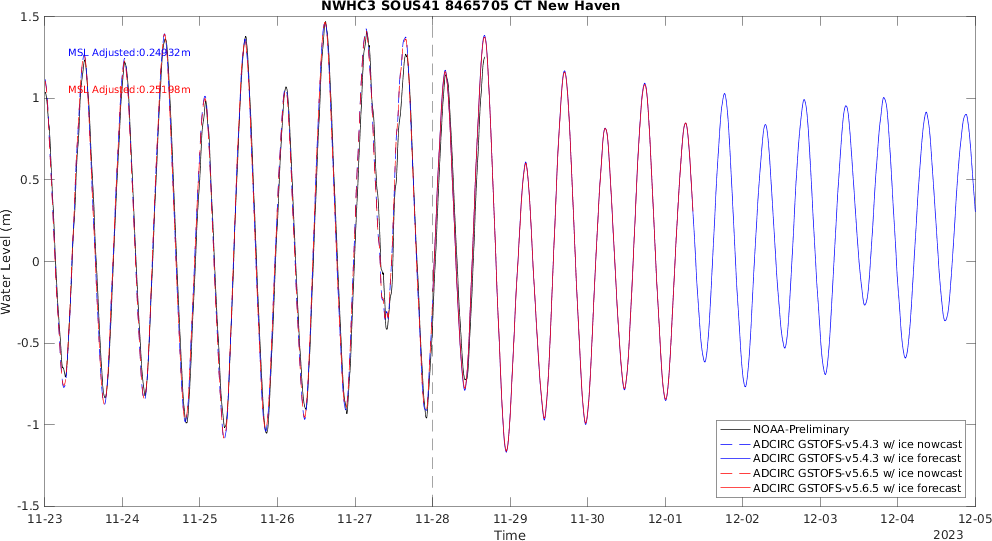 NWHC3 SOUS41 8465705 CT New Haven
1.5
MSL Adjusted:0.24932m
MSL Adjusted:0.25198m
1
0.5
0
-0.5
-1
-1.5
Water Level (m)
NOAA-Preliminary
ADCIRC GSTOFS-v5.4.3 w/ ice nowcast
ADCIRC GSTOFS-v5.4.3 w/ ice forecast
ADCIRC GSTOFS-v5.6.5 w/ ice nowcast
ADCIRC GSTOFS-v5.6.5 w/ ice forecast
11-23 11-24 11-25 11-26 11-27 11-28 11-29 11-30 12-01 12-02 12-03 12-04 12-05
Time
2023